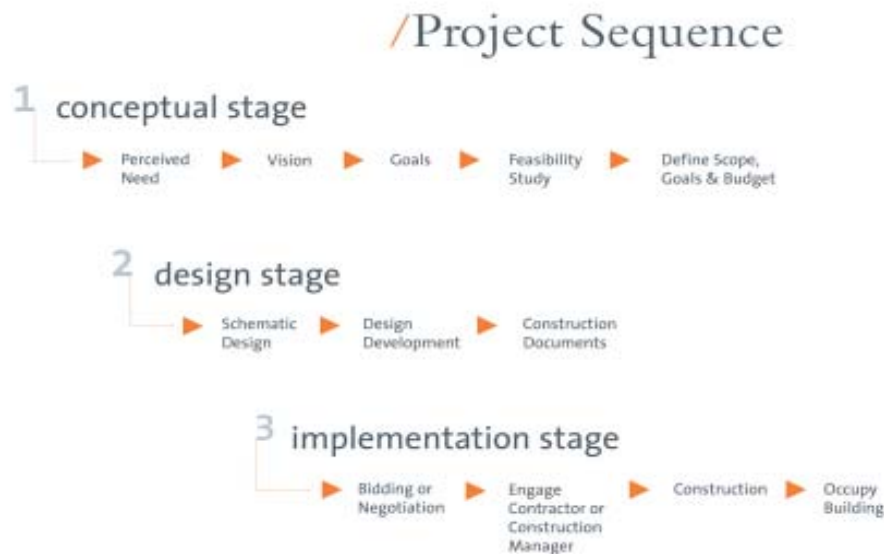 /Project Sequence
1 conceptual stage
Perceived
Need
Vision
Goals
Feasibility
Study
Define Scope,
Goals & Budget
2 design stage
Schematic
Design
Design
Development
Construction
Documents
3 implementation stage
Bidding or
Negotiation
Engage
Contractor or
Construction
Manager
Construction
Occupy
Building